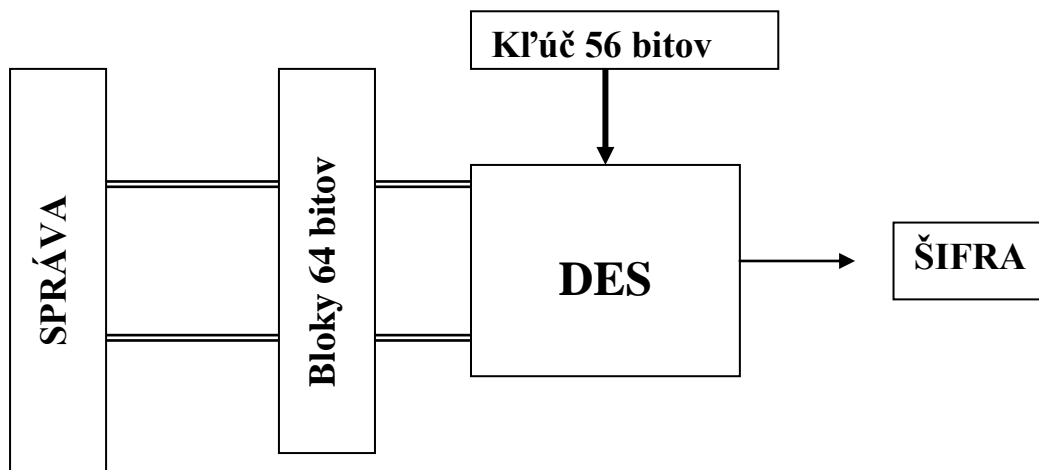 Kľúč 56 bitov
SPRÁVA
Bloky 64 bitov
DES
ŠIFRA